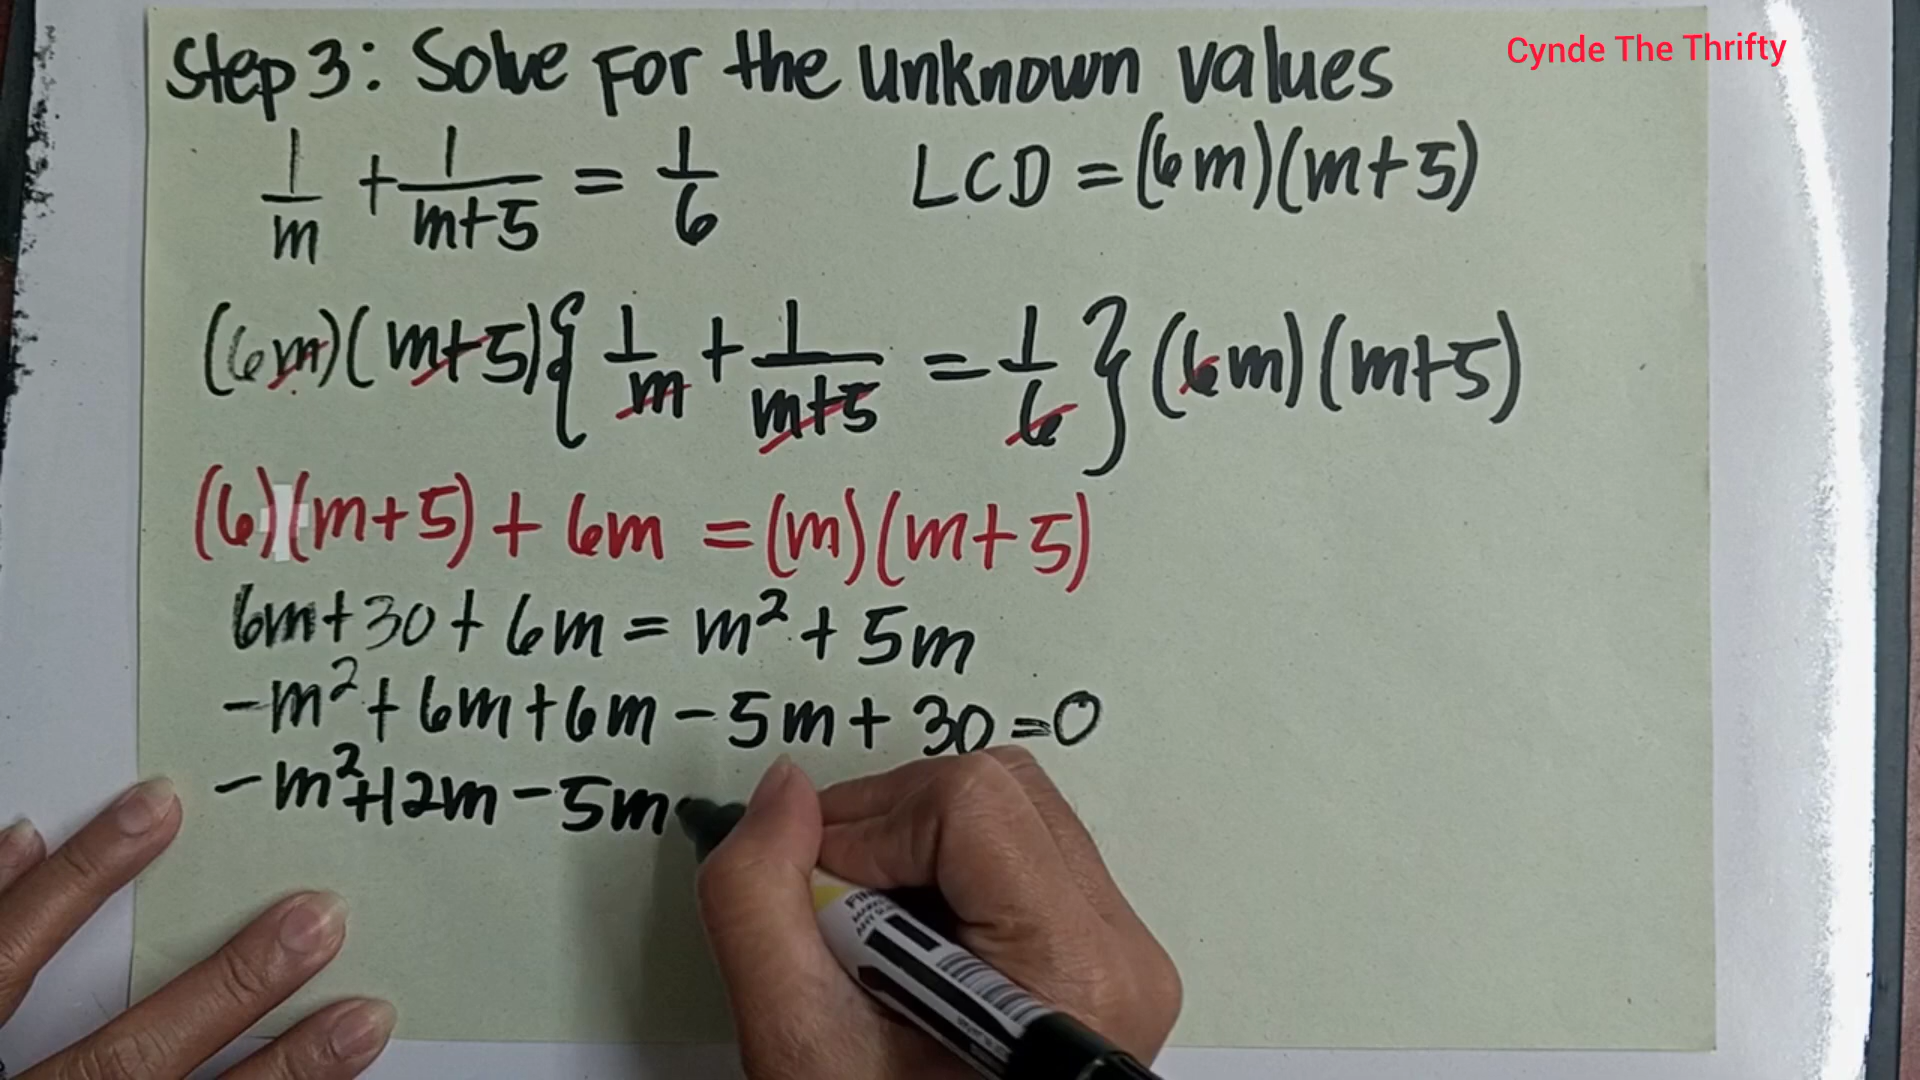 Step 3: Solve For the unknown values
Cynde The Thrifty
1/m + 1/(m+5) = 1/6
LCD = (6m)(m+5)
(6m)(m+5){1/m + 1/(m+5) = 1/6}(6m)(m+5)
(6)(m+5) + 6m = (m)(m+5)
6m+30 + 6m = m² + 5m
-m² + 6m + 6m - 5m + 30 = 0
-m² + 12m - 5m